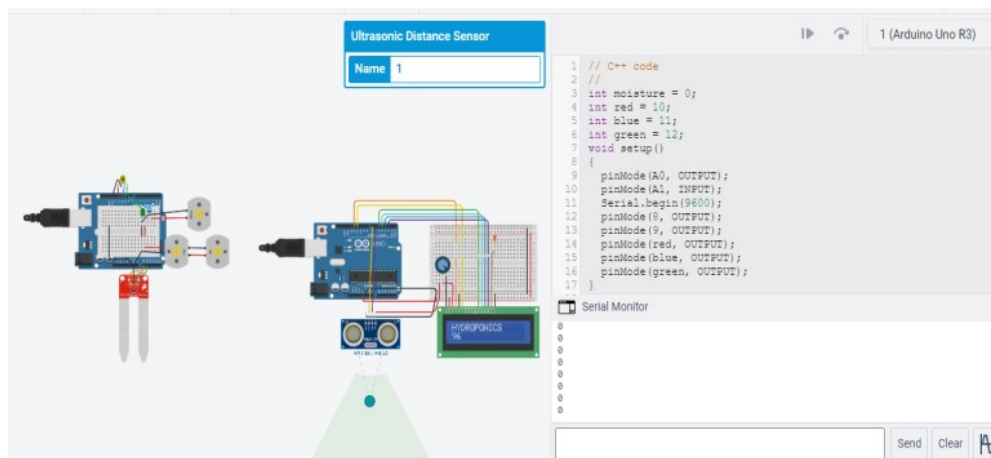 Ultrasonic Distance Sensor
Name 1
1 (Arduino Uno R3)
1 // C++ code
2 //
3 int moisture = 0;
4 int red = 10;
5 int blue = 11;
6 int green = 12;
7 void setup()
8 {
9 pinMode(A0, OUTPUT);
10 pinMode(A1, INPUT);
11 Serial.begin(9600);
12 pinMode(8, OUTPUT);
13 pinMode(9, OUTPUT);
14 pinMode(red, OUTPUT);
15 pinMode(blue, OUTPUT);
16 pinMode(green, OUTPUT);
17 }
Serial Monitor
0
0
0
0
0
0
0
0
Send Clear
HYDROPONICS
96